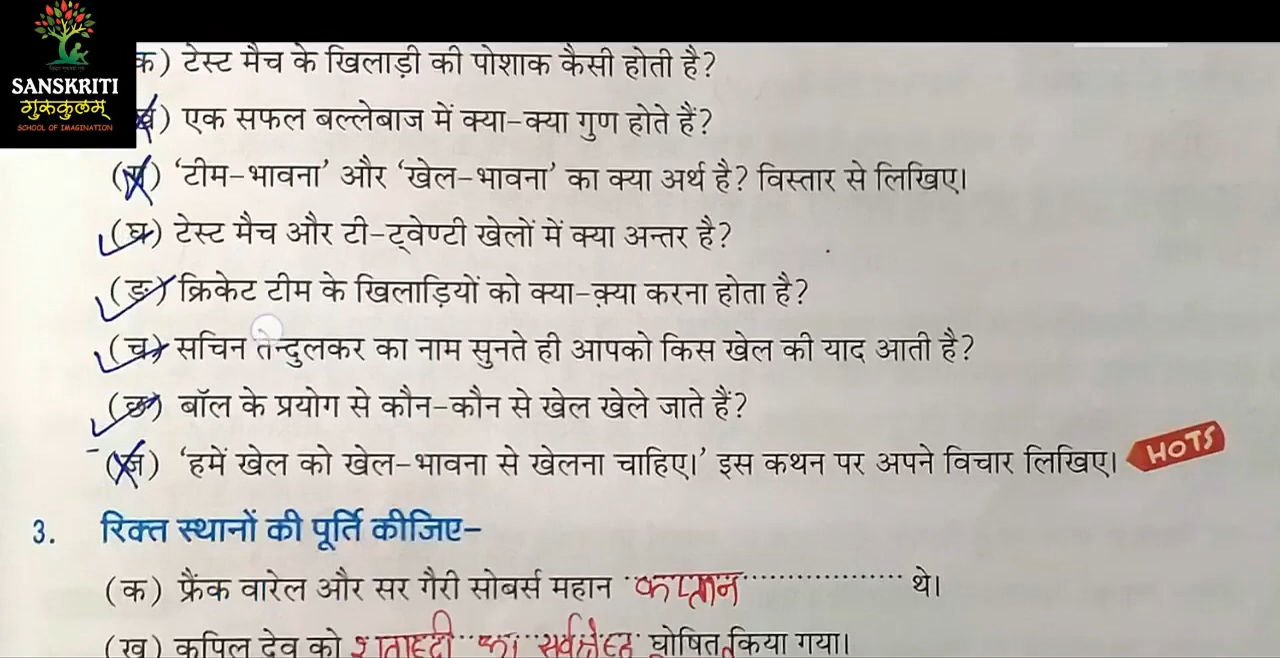 SANSKRITI
गुरुकुलम्
SCHOOL OF IMAGINATION
क) टेस्ट मैच के खिलाड़ी की पोशाक कैसी होती है?
ख) एक सफल बल्लेबाज में क्या-क्या गुण होते हैं?
(ग) 'टीम-भावना' और 'खेल-भावना' का क्या अर्थ है? विस्तार से लिखिए।
(घ) टेस्ट मैच और टी-ट्वेण्टी खेलों में क्या अन्तर है?
(ङ) क्रिकेट टीम के खिलाड़ियों को क्या-क्या करना होता है?
(च) सचिन तेन्दुलकर का नाम सुनते ही आपको किस खेल की याद आती है?
(छ) बॉल के प्रयोग से कौन-कौन से खेल खेले जाते हैं?
(ज) 'हमें खेल को खेल-भावना से खेलना चाहिए।' इस कथन पर अपने विचार लिखिए। HOTS
3. रिक्त स्थानों की पूर्ति कीजिए-
(क) फ्रैंक वारेल और सर गैरी सोबर्स महान कप्तान थे।
(ख) कपिल देव को शताब्दी का सर्वश्रेष्ठ घोषित किया गया।